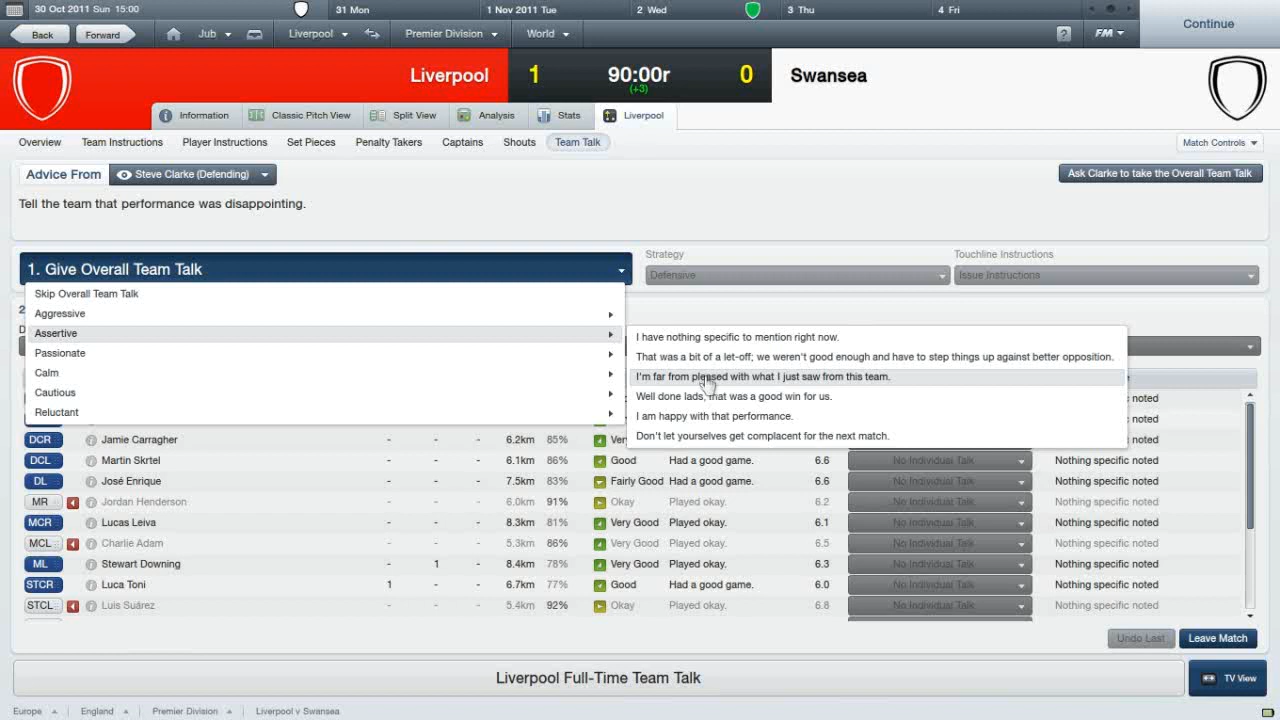 30 Oct 2011 Sun 15:00 31 Mon 1 Nov 2011 Tue 2 Wed 3 Thu 4 Fri Continue
Back Forward Jub Liverpool Premier Division World ? FM
Liverpool 1 90:00r (+3) 0 Swansea
Information Classic Pitch View Split View Analysis Stats Liverpool
Overview Team Instructions Player Instructions Set Pieces Penalty Takers Captains Shouts Team Talk Match Controls
Advice From Steve Clarke (Defending) Ask Clarke to take the Overall Team Talk
Tell the team that performance was disappointing.
1. Give Overall Team Talk Strategy Touchline Instructions
Defensive Issue Instructions
Skip Overall Team Talk
Aggressive
Assertive
Passionate
Calm
Cautious
Reluctant
I have nothing specific to mention right now.
That was a bit of a let-off; we weren't good enough and have to step things up against better opposition.
I'm far from pleased with what I just saw from this team.
Well done lads, that was a good win for us.
I am happy with that performance.
Don't let yourselves get complacent for the next match.
DCR Jamie Carragher - - - 6.2km 85%
DCL Martin Skrtel - - - 6.1km 86% Good Had a good game. 6.6 No Individual Talk Nothing specific noted
DL José Enrique - - - 7.5km 83% Fairly Good Had a good game. 6.6 No Individual Talk Nothing specific noted
MR Jordan Henderson - - - 6.0km 91% Okay Played okay. 6.2 No Individual Talk Nothing specific noted
MCR Lucas Leiva - - - 8.3km 81% Very Good Played okay. 6.1 No Individual Talk Nothing specific noted
MCL Charlie Adam - - - 5.3km 86% Very Good Played okay. 6.5 No Individual Talk Nothing specific noted
ML Stewart Downing - 1 - 8.4km 78% Very Good Played okay. 6.3 No Individual Talk Nothing specific noted
STCR Luca Toni 1 - - 6.7km 77% Good Had a good game. 6.0 No Individual Talk Nothing specific noted
STCL Luis Suárez - - - 5.4km 92% Okay Played okay. 6.8 No Individual Talk Nothing specific noted
Undo Last Leave Match
Liverpool Full-Time Team Talk TV View
Europe England Premier Division Liverpool v Swansea